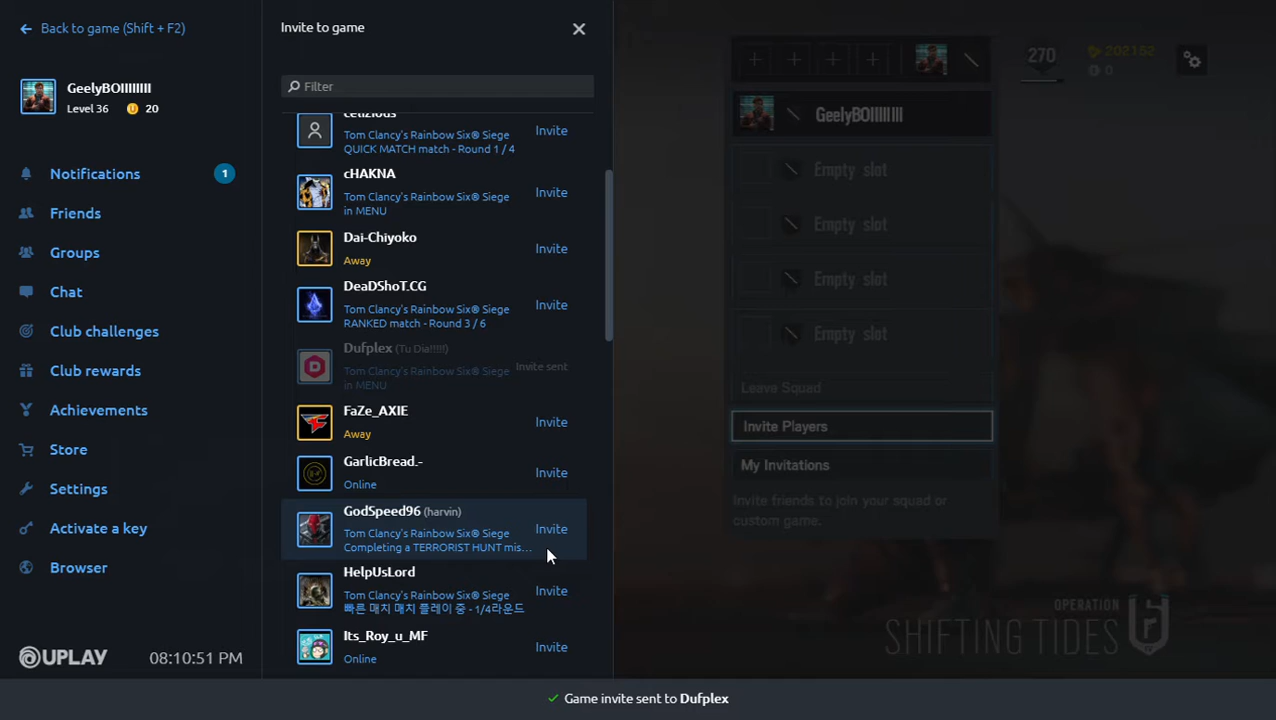 Back to game (Shift + F2)
GeelyBOIIIIIIII
Level 36 20
Notifications 1
Friends
Groups
Chat
Club challenges
Club rewards
Achievements
Store
Settings
Activate a key
Browser
UPLAY 08:10:51 PM
Invite to game
Filter
Tom Clancy's Rainbow Six® Siege
QUICK MATCH match - Round 1 / 4
Invite
cHAKNA
Tom Clancy's Rainbow Six® Siege
in MENU
Invite
Dai-Chiyoko
Away
Invite
DeaDShoT.CG
Tom Clancy's Rainbow Six® Siege
RANKED match - Round 3 / 6
Invite
Dufplex (Tu Dia!!!!!)
Tom Clancy's Rainbow Six® Siege
in MENU
Invite sent
FaZe_AXIE
Away
Invite
GarlicBread.-
Online
Invite
GodSpeed96 (harvin)
Tom Clancy's Rainbow Six® Siege
Completing a TERRORIST HUNT mis...
Invite
HelpUsLord
Tom Clancy's Rainbow Six® Siege
빠른 매치 매치 플레이 중 - 1/4라운드
Invite
Its_Roy_u_MF
Online
Invite
270
202152
0
GeelyBOIIIIIIII
Empty slot
Empty slot
Empty slot
Empty slot
Leave Squad
Invite Players
My Invitations
Invite friends to join your squad or
custom game.
OPERATION
SHIFTING TIDES
Game invite sent to Dufplex